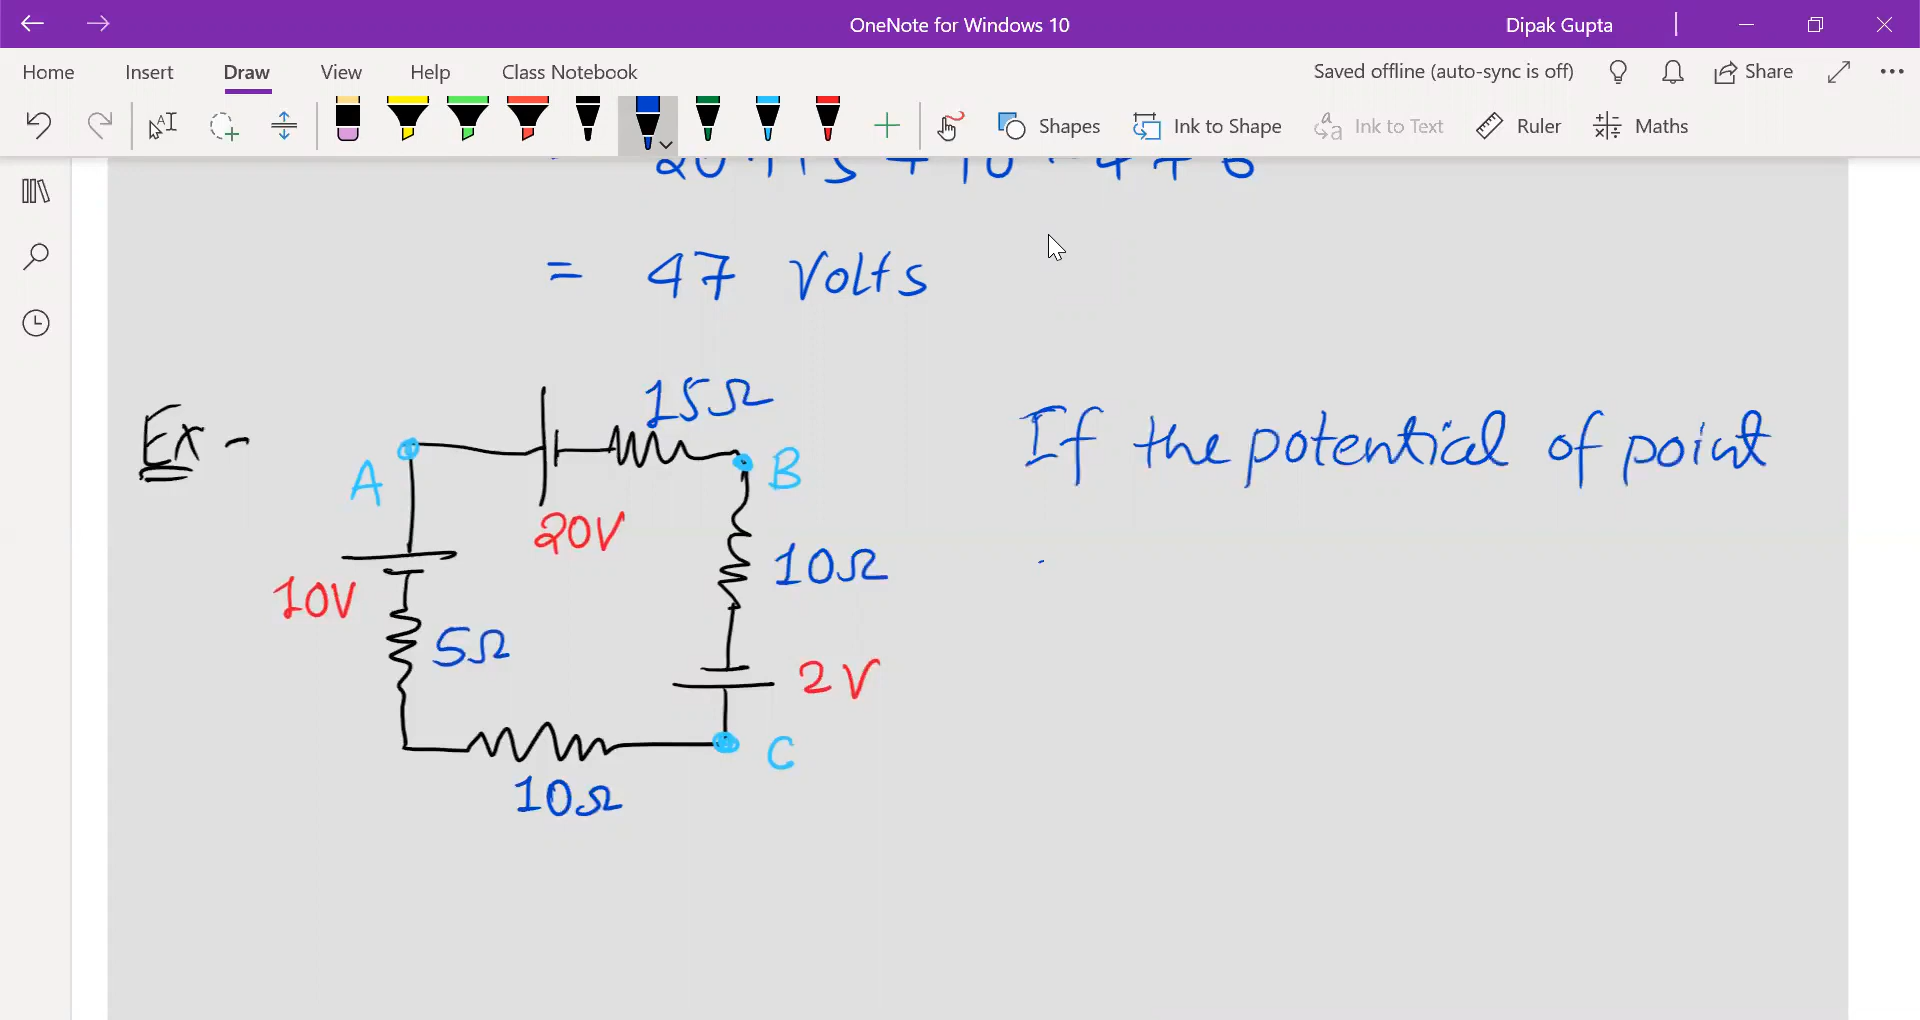 OneNote for Windows 10
Dipak Gupta
Home Insert Draw View Help Class Notebook
Saved offline (auto-sync is off) Share
Shapes Ink to Shape Ink to Text Ruler Maths
= 47 Volts
Ex -
15Ω
If the potential of point
A
B
20V
10Ω
10V
5Ω
2V
C
10Ω